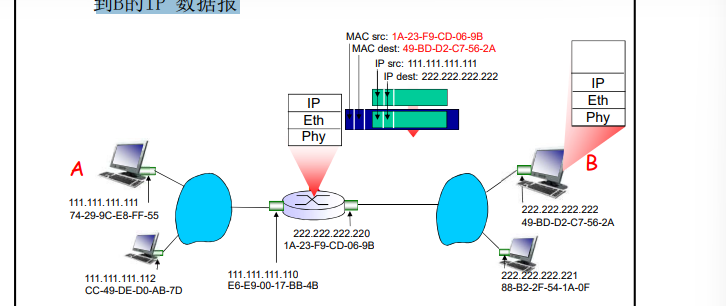 到B的IP 数据报
MAC src: 1A-23-F9-CD-06-9B
MAC dest: 49-BD-D2-C7-56-2A
IP src: 111.111.111.111
IP dest: 222.222.222.222
IP
Eth
Phy
IP
Eth
Phy
A
B
111.111.111.111
74-29-9C-E8-FF-55
222.222.222.222
49-BD-D2-C7-56-2A
222.222.222.220
1A-23-F9-CD-06-9B
111.111.111.112
CC-49-DE-D0-AB-7D
111.111.111.110
E6-E9-00-17-BB-4B
222.222.222.221
88-B2-2F-54-1A-0F